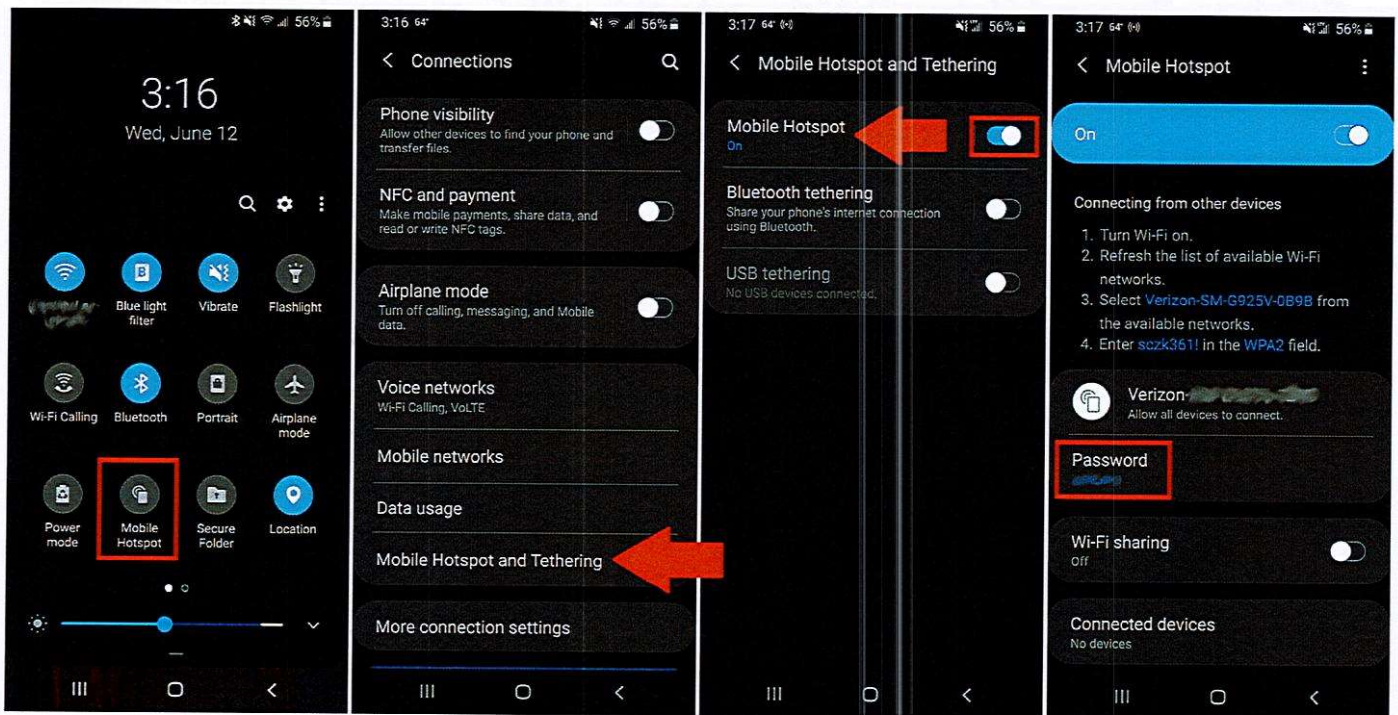 56%
3:16
Wed, June 12
Blue light
filter
Vibrate
Flashlight
Wi-Fi Calling
Bluetooth
Portrait
Airplane
mode
Power
mode
Mobile
Hotspot
Secure
Folder
Location
3:16 64° 56%
Connections
Phone visibility
Allow other devices to find your phone and
transfer files.
NFC and payment
Make mobile payments, share data, and
read or write NFC tags.
Airplane mode
Turn off calling, messaging, and Mobile
data.
Voice networks
Wi-Fi Calling, VoLTE
Mobile networks
Data usage
Mobile Hotspot and Tethering
More connection settings
3:17 64° 56%
Mobile Hotspot and Tethering
Mobile Hotspot
On
Bluetooth tethering
Share your phone's internet connection
using Bluetooth.
USB tethering
No USB devices connected.
3:17 64° 56%
Mobile Hotspot
On
Connecting from other devices
1. Turn Wi-Fi on.
2. Refresh the list of available Wi-Fi
networks.
3. Select Verizon-SM-G925V-0B9B from
the available networks.
4. Enter sczk361! in the WPA2 field.
Verizon-
Allow all devices to connect.
Password
Wi-Fi sharing
Off
Connected devices
No devices